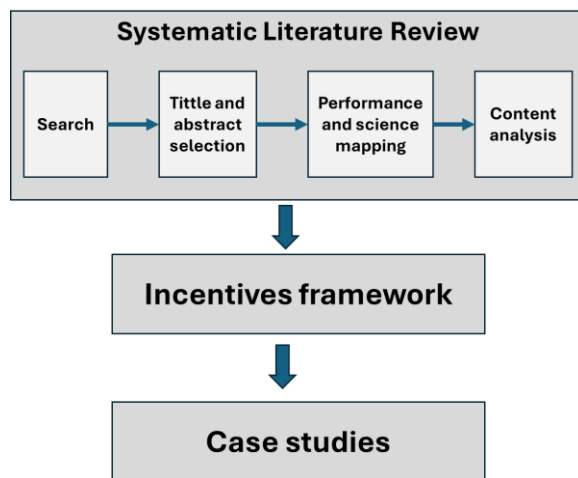 Systematic Literature Review
Search
Tittle and
abstract
selection
Performance
and science
mapping
Content
analysis
Incentives framework
Case studies